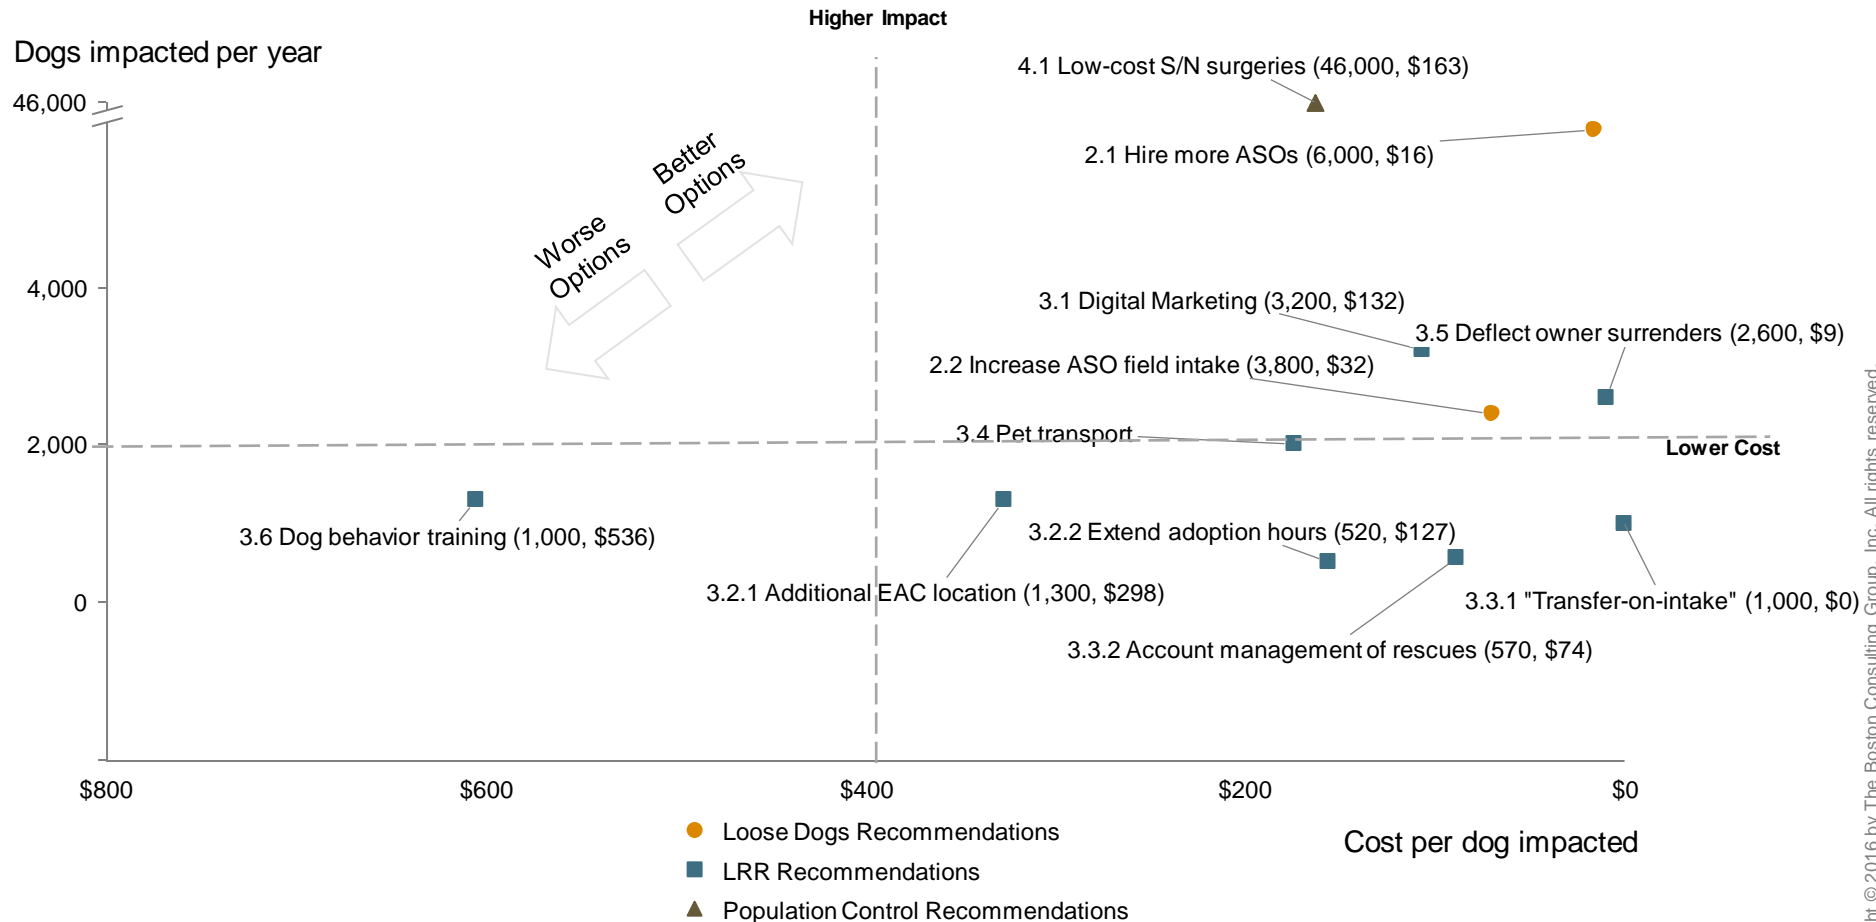 Higher Impact
Dogs impacted per year
4.1 Low-cost S/N surgeries (46,000, $163)
46,000
2.1 Hire more ASOs (6,000, $16)
Better
Options
Worse
Options
4,000
3.1 Digital Marketing (3,200, $132)
3.5 Deflect owner surrenders (2,600, $9)
2.2 Increase ASO field intake (3,800, $32)
3.4 Pet transport
2,000
Lower Cost
3.6 Dog behavior training (1,000, $536)
3.2.2 Extend adoption hours (520, $127)
3.2.1 Additional EAC location (1,300, $298)
0
3.3.1 "Transfer-on-intake" (1,000, $0)
3.3.2 Account management of rescues (570, $74)
$800
$600
$400
$200
$0
Cost per dog impacted
Loose Dogs Recommendations
LRR Recommendations
Population Control Recommendations
©2016 by The Boston Consulting Group, Inc. All rights reserved